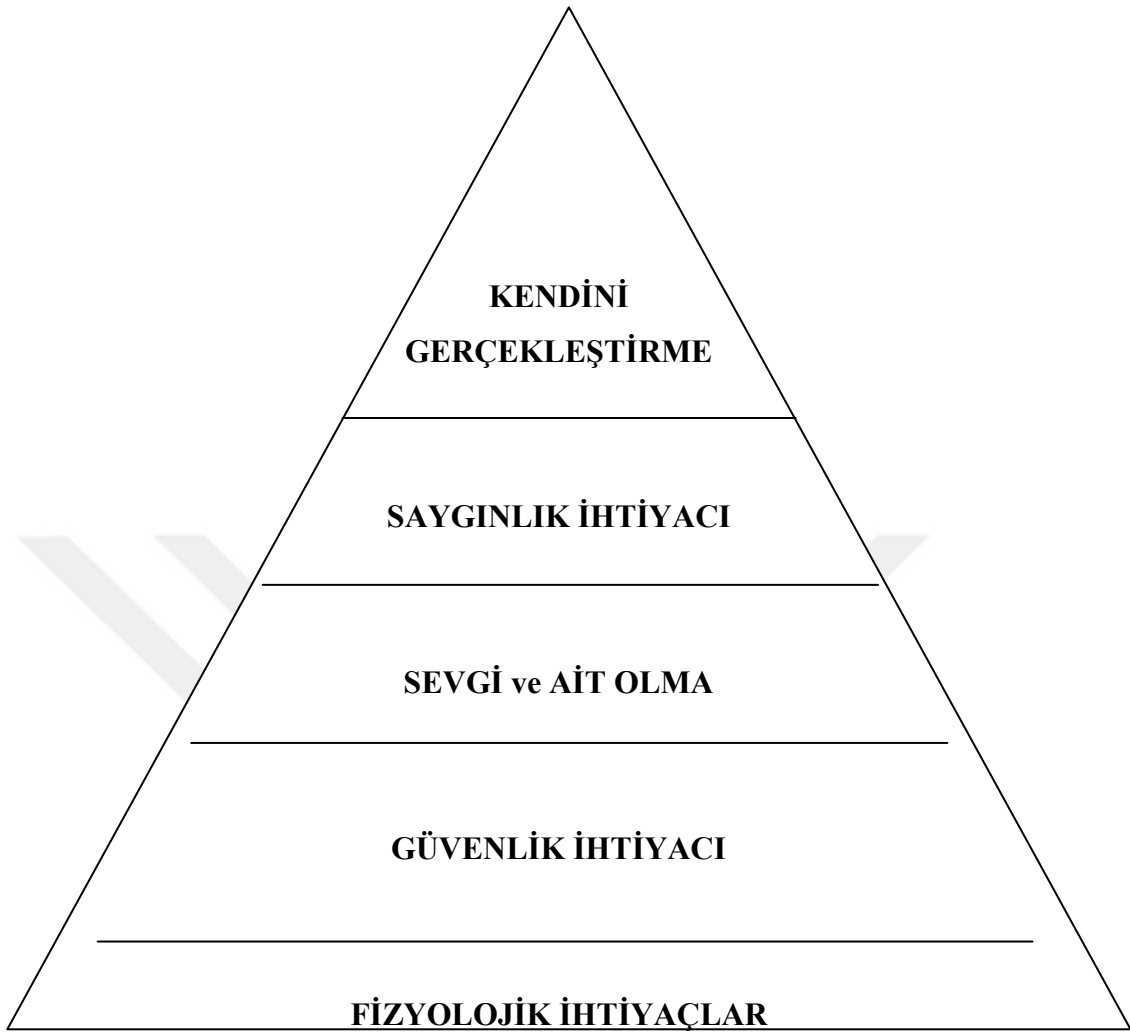 KENDİNİ
GERÇEKLEŞTİRME
SAYGINLIK İHTİYACI
SEVGİ ve AİT OLMA
GÜVENLİK İHTİYACI
FİZYOLOJİK İHTİYAÇLAR